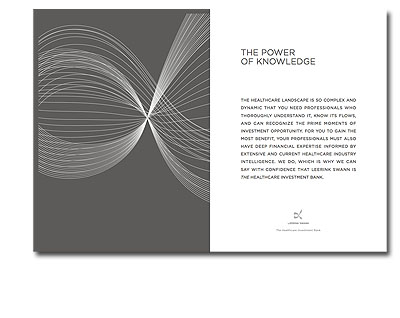 THE POWER
OF KNOWLEDGE
THE HEALTHCARE LANDSCAPE IS SO COMPLEX AND
DYNAMIC THAT YOU NEED PROFESSIONALS WHO
THOROUGHLY UNDERSTAND IT, KNOW ITS FLOWS,
AND CAN RECOGNIZE THE PRIME MOMENTS OF
INVESTMENT OPPORTUNITY. FOR YOU TO GAIN THE
MOST BENEFIT, YOUR PROFESSIONALS MUST ALSO
HAVE DEEP FINANCIAL EXPERTISE INFORMED BY
EXTENSIVE AND CURRENT HEALTHCARE INDUSTRY
INTELLIGENCE. WE DO, WHICH IS WHY WE CAN
SAY WITH CONFIDENCE THAT LEERINK SWANN IS
THE HEALTHCARE INVESTMENT BANK.
LEERINK SWANN
The Healthcare Investment Bank